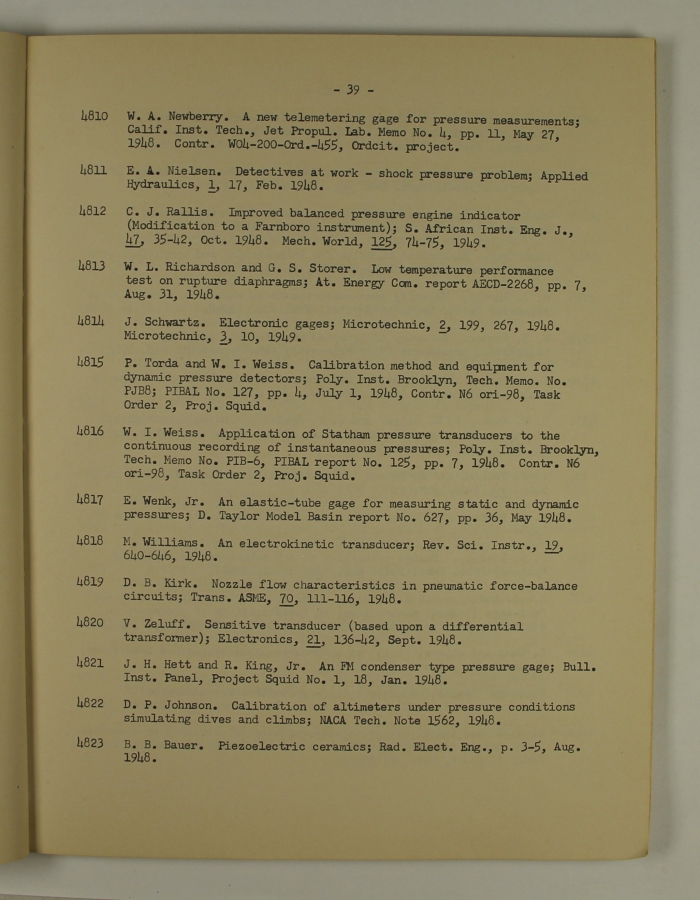 - 39 -
4810 W. A. Newberry. A new telemetering gage for pressure measurements;
Calif. Inst. Tech., Jet Propul. Lab. Memo No. 4, pp. 11, May 27,
1948. Contr. W04-200-Ord.-455, Ordcit. project.
4811 E. A. Nielsen. Detectives at work - shock pressure problem; Applied
Hydraulics, 1, 17, Feb. 1948.
4812 C. J. Rallis. Improved balanced pressure engine indicator
(Modification to a Farnboro instrument); S. African Inst. Eng. J.,
47, 35-42, Oct. 1948. Mech. World, 125, 74-75, 1949.
4813 W. L. Richardson and G. S. Storer. Low temperature performance
test on rupture diaphragms; At. Energy Com. report AECD-2268, pp. 7,
Aug. 31, 1948.
4814 J. Schwartz. Electronic gages; Microtechnic, 2, 199, 267, 1948.
Microtechnic, 3, 10, 1949.
4815 P. Torda and W. I. Weiss. Calibration method and equipment for
dynamic pressure detectors; Poly. Inst. Brooklyn, Tech. Memo. No.
PJB8; PIBAL No. 127, pp. 4, July 1, 1948, Contr. N6 ori-98, Task
Order 2, Proj. Squid.
4816 W. I. Weiss. Application of Statham pressure transducers to the
continuous recording of instantaneous pressures; Poly. Inst. Brooklyn,
Tech. Memo No. PIB-6, PIBAL report No. 125, pp. 7, 1948. Contr. N6
ori-98, Task Order 2, Proj. Squid.
4817 E. Wenk, Jr. An elastic-tube gage for measuring static and dynamic
pressures; D. Taylor Model Basin report No. 627, pp. 36, May 1948.
4818 M. Williams. An electrokinetic transducer; Rev. Sci. Instr., 19,
640-646, 1948.
4819 D. B. Kirk. Nozzle flow characteristics in pneumatic force-balance
circuits; Trans. ASME, 70, 111-116, 1948.
4820 V. Zeluff. Sensitive transducer (based upon a differential
transformer); Electronics, 21, 136-42, Sept. 1948.
4821 J. H. Hett and R. King, Jr. An FM condenser type pressure gage; Bull.
Inst. Panel, Project Squid No. 1, 18, Jan. 1948.
4822 D. P. Johnson. Calibration of altimeters under pressure conditions
simulating dives and climbs; NACA Tech. Note 1562, 1948.
4823 B. B. Bauer. Piezoelectric ceramics; Rad. Elect. Eng., p. 3-5, Aug.
1948.